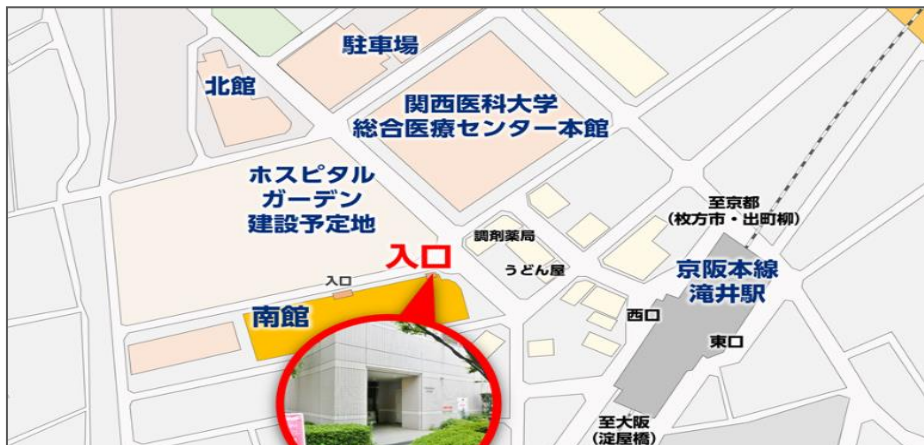 駐車場
北館
関西医科大学
総合医療センター本館
ホスピタル
ガーデン
建設予定地
至京都
(枚方市・出町柳)
調剤薬局
入口
うどん屋
京阪本線
滝井駅
入口
南館
西口
東口
至大阪
(淀屋橋)